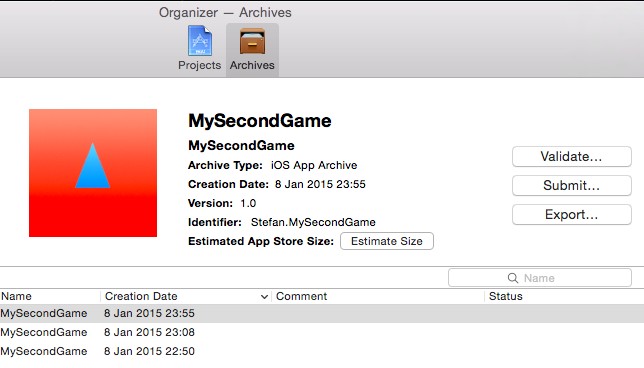 Organizer — Archives
Projects Archives
MySecondGame
MySecondGame
Archive Type: iOS App Archive
Creation Date: 8 Jan 2015 23:55
Version: 1.0
Identifier: Stefan.MySecondGame
Estimated App Store Size: Estimate Size
Validate...
Submit...
Export...
Name
Name Creation Date Comment Status
MySecondGame 8 Jan 2015 23:55
MySecondGame 8 Jan 2015 23:08
MySecondGame 8 Jan 2015 22:50